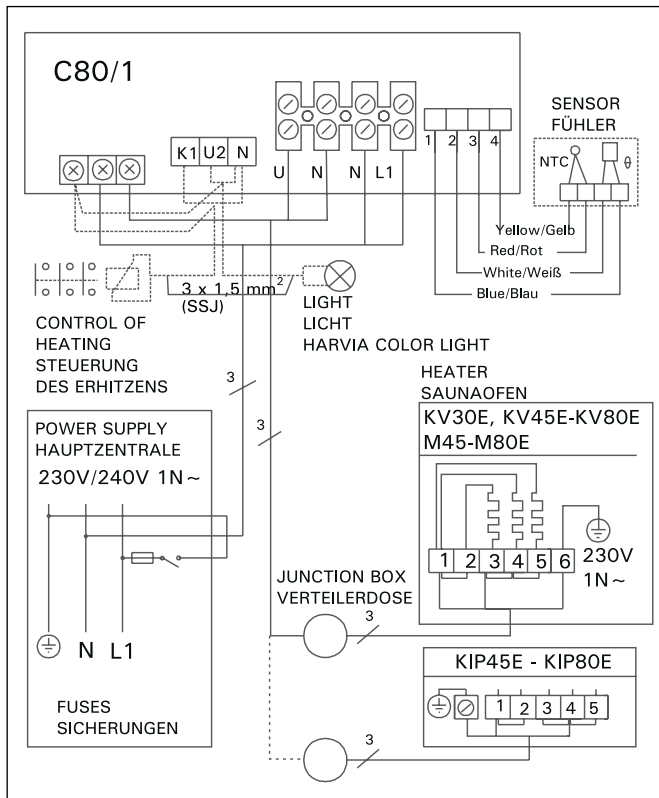 C80/1
K1 U2 N
U N N L1
1 2 3 4
SENSOR
FÜHLER
NTC
θ
Yellow/Gelb
Red/Rot
White/Weiß
Blue/Blau
3 x 1,5 mm²
(SSJ)
LIGHT
LICHT
HARVIA COLOR LIGHT
CONTROL OF
HEATING
STEUERUNG
DES ERHITZENS
3
3
POWER SUPPLY
HAUPTZENTRALE
230V/240V 1N~
N L1
FUSES
SICHERUNGEN
HEATER
SAUNAOFEN
KV30E, KV45E-KV80E
M45-M80E
1 2 3 4 5 6
230V
1N~
JUNCTION BOX
VERTEILERDOSE
3
KIP45E - KIP80E
1 2 3 4 5
3